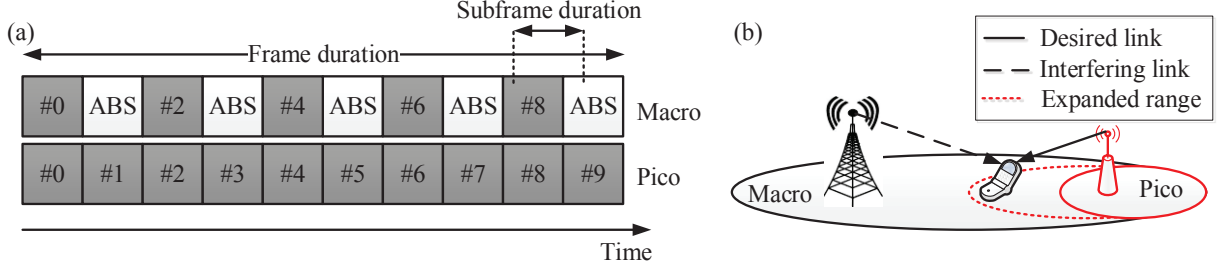 (a)
Subframe duration
Frame duration
#0 ABS #2 ABS #4 ABS #6 ABS #8 ABS Macro
#0 #1 #2 #3 #4 #5 #6 #7 #8 #9 Pico
Time
(b)
Desired link
Interfering link
Expanded range
Macro
Pico